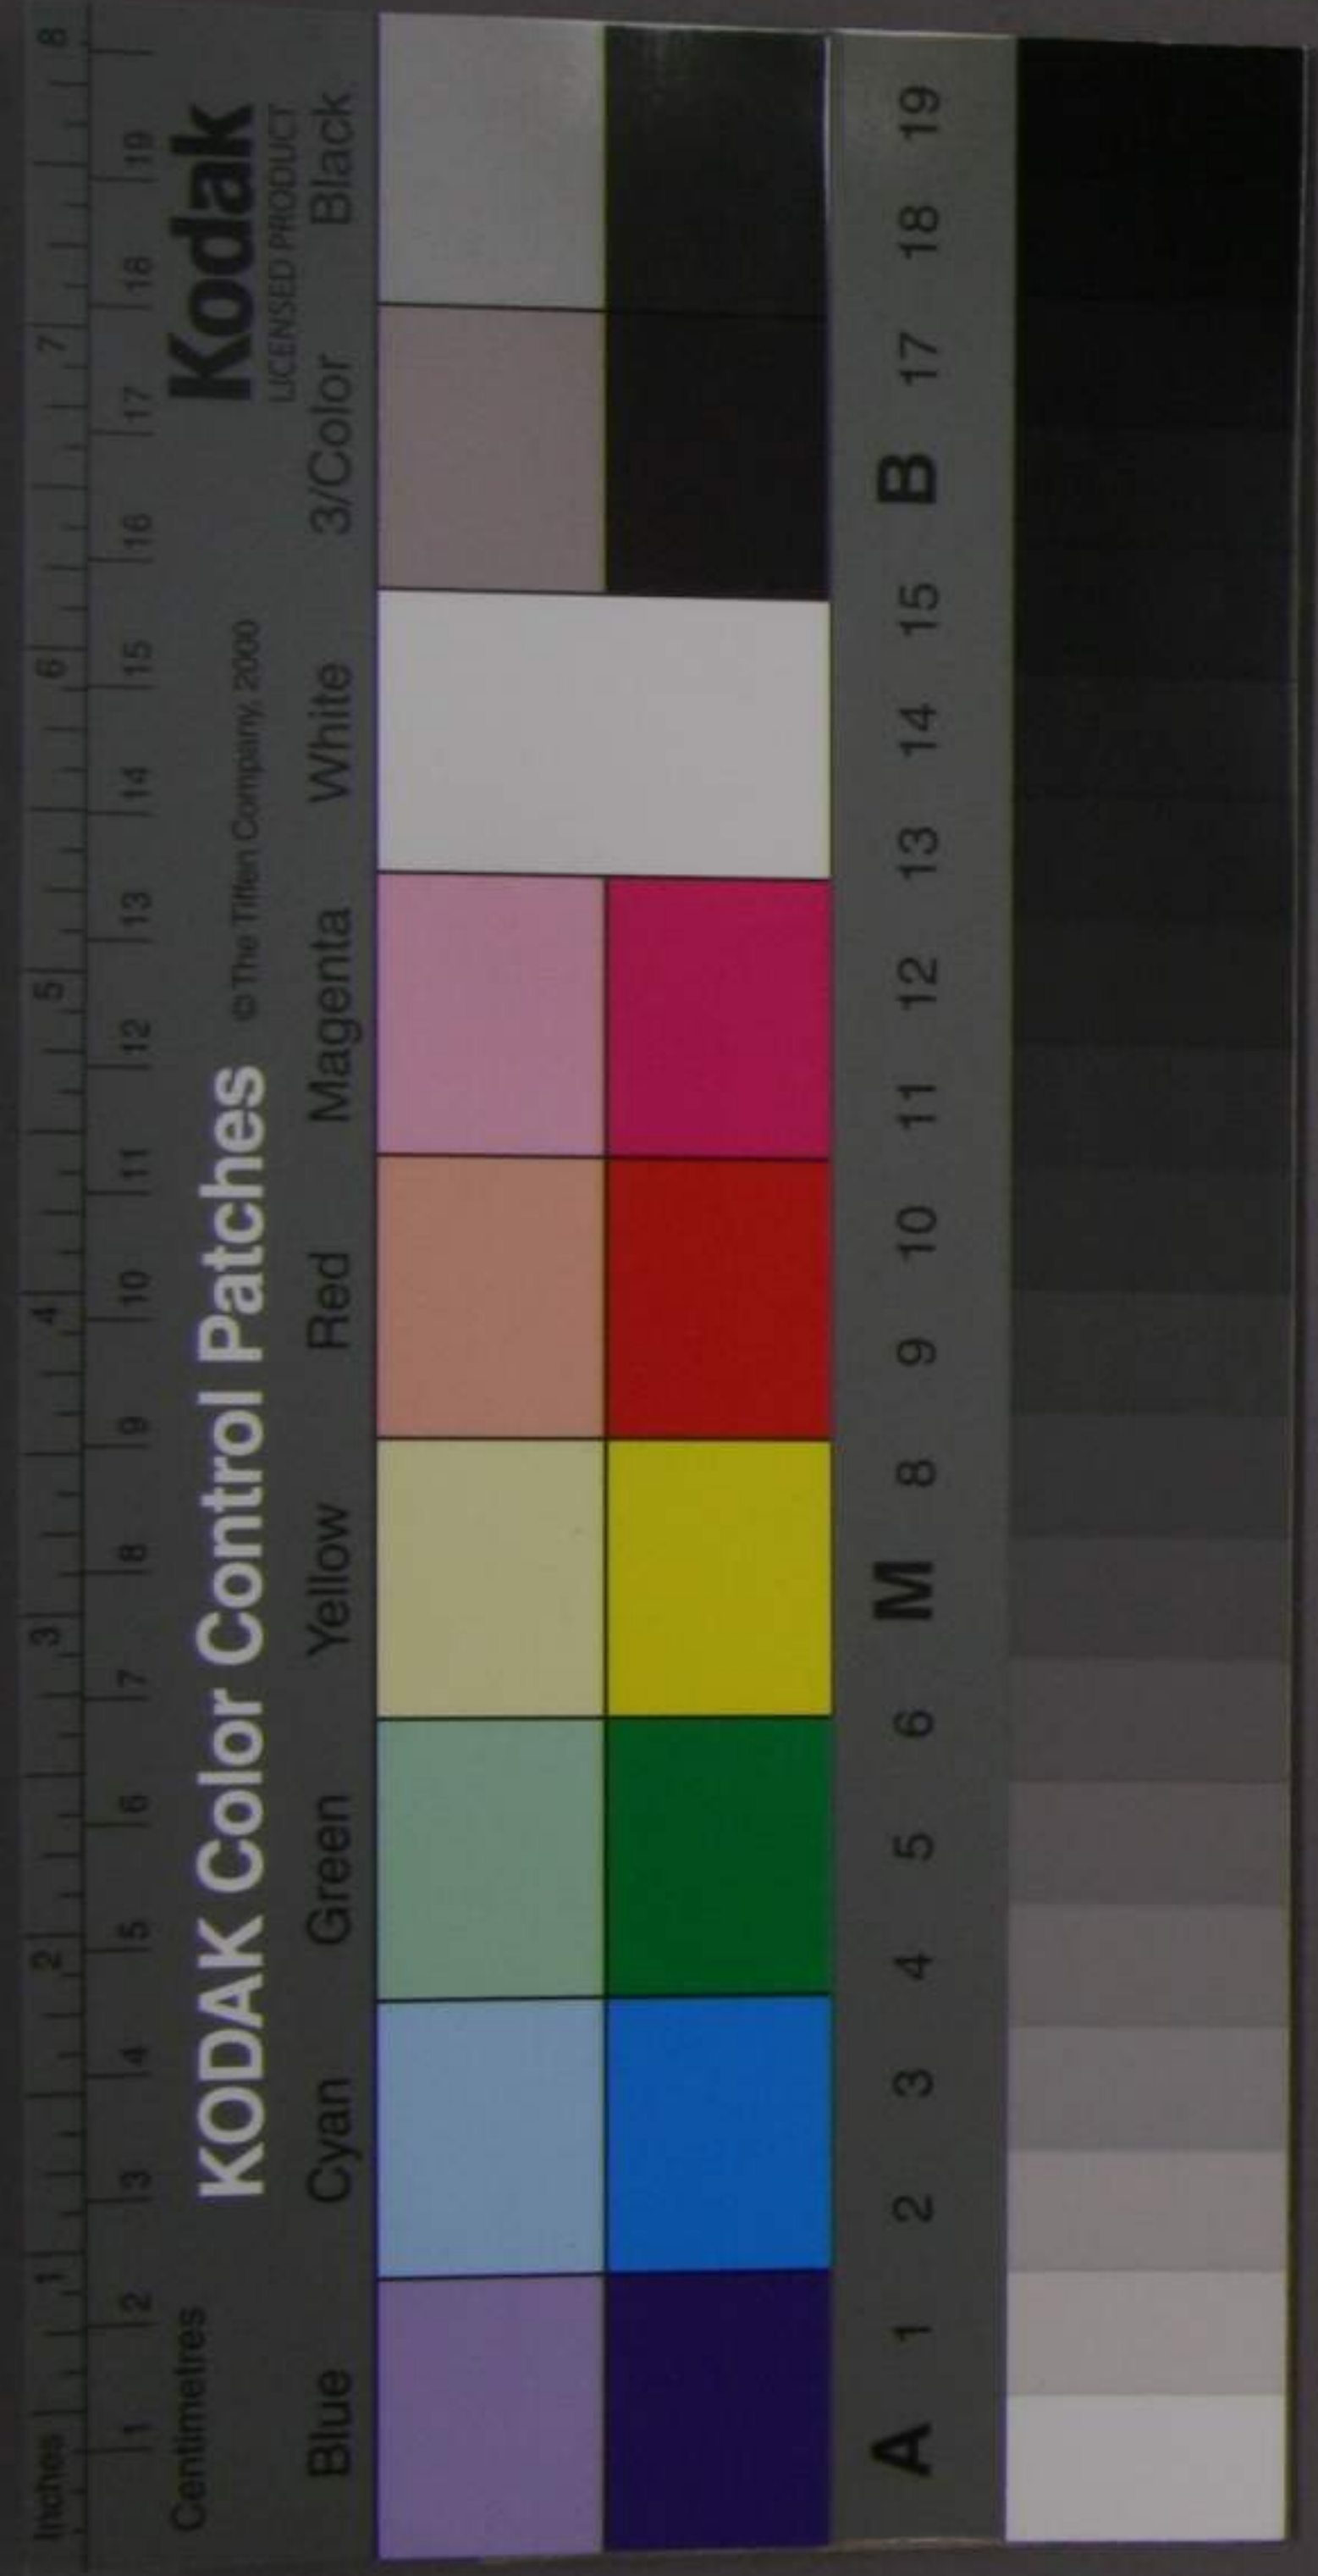 Inches 1 2 3 4 5 6 7 8
1 2 3 4 5 6 7 8 9 10 11 12 13 14 15 16 17 18 19
Centimetres
KODAK Color Control Patches
© The Tiffen Company, 2000
Kodak
LICENSED PRODUCT
Blue Cyan Green Yellow Red Magenta White 3/Color Black
A 1 2 3 4 5 6 M 8 9 10 11 12 13 14 15 B 17 18 19